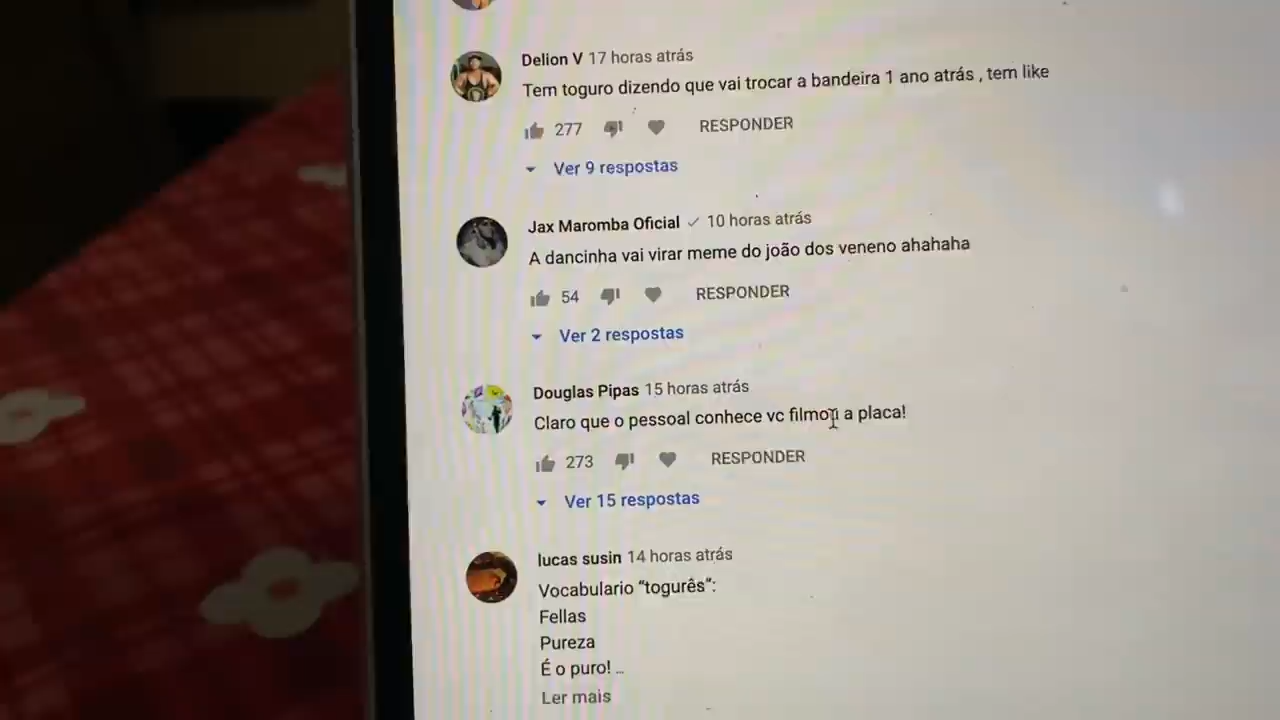 Delion V 17 horas atrás
Tem toguro dizendo que vai trocar a bandeira 1 ano atrás , tem like
277 RESPONDER
Ver 9 respostas
Jax Maromba Oficial 10 horas atrás
A dancinha vai virar meme do joão dos veneno ahahaha
54 RESPONDER
Ver 2 respostas
Douglas Pipas 15 horas atrás
Claro que o pessoal conhece vc filmou a placa!
273 RESPONDER
Ver 15 respostas
lucas susin 14 horas atrás
Vocabulario “togurês“:
Fellas
Pureza
É o puro! ...
Ler mais